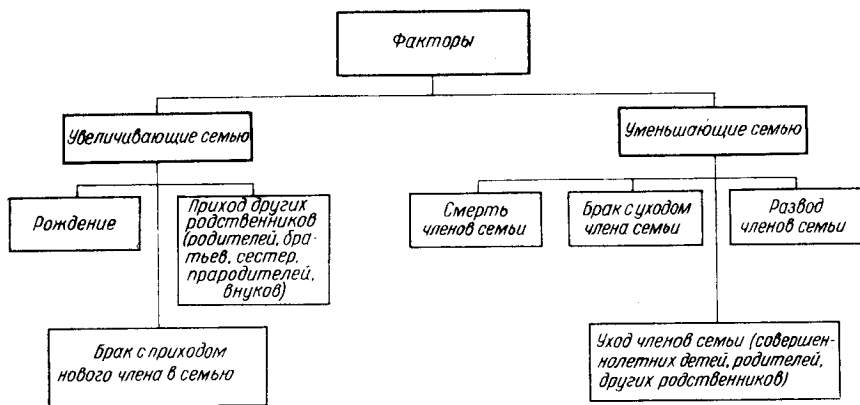 Факторы
Увеличивающие семью
Уменьшающие семью
Рождение
Приход других
родственников
(родителей, бра-
тьев, сестер,
прародителей,
внуков)
Смерть
членов семьи
Брак с уходом
члена семьи
Развод
членов семьи
Брак с приходом
нового члена в семью
Уход членов семьи (совершен-
нолетних детей, родителей,
других родственников)